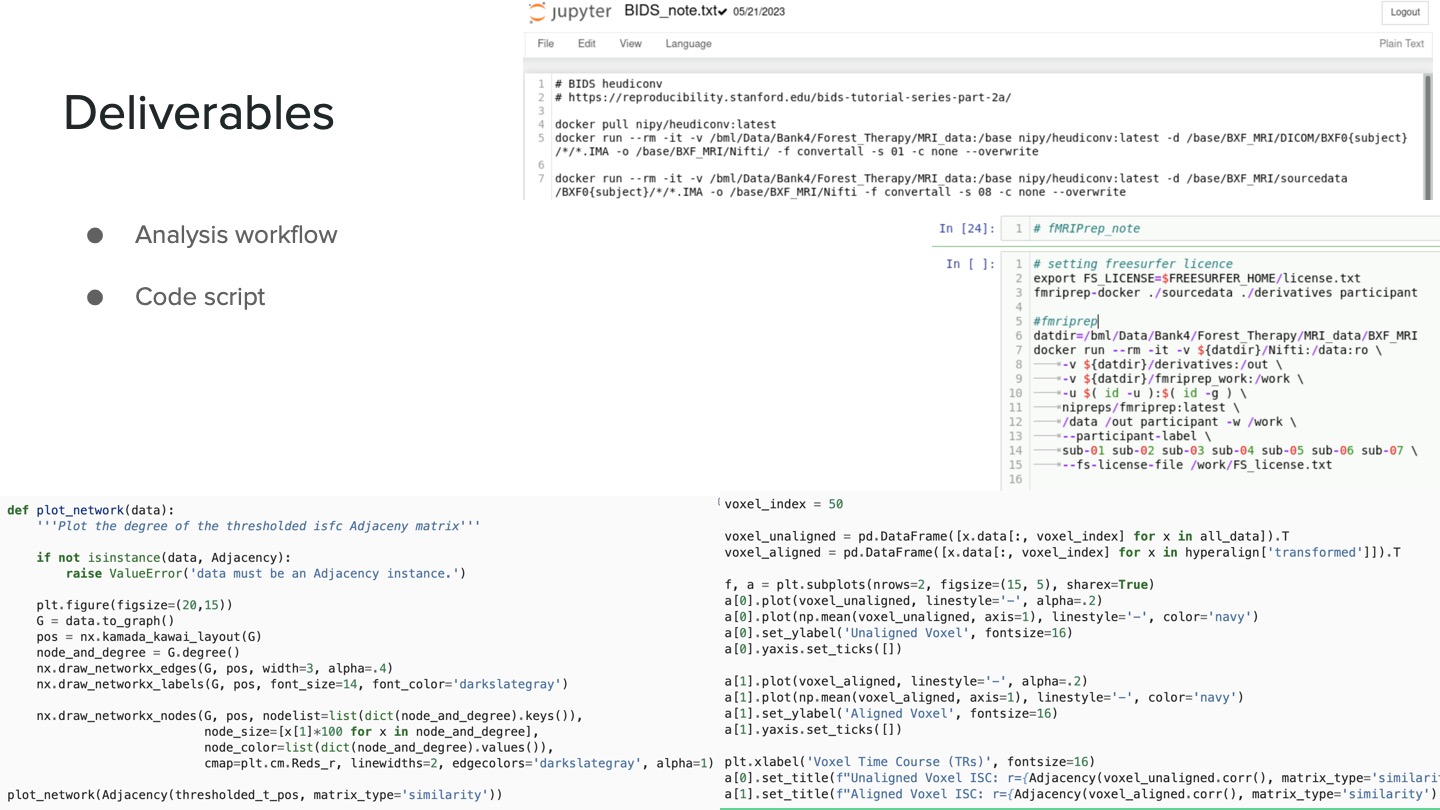 Deliverables
Analysis workflow
Code script
jupyter BIDS_note.txt✔ 05/21/2023
Logout
File Edit View Language
Plain Text
1 # BIDS heudiconv
2 # https://reproducibility.stanford.edu/bids-tutorial-series-part-2a/
3
4 docker pull nipy/heudiconv:latest
5 docker run --rm -it -v /bml/Data/Bank4/Forest_Therapy/MRI_data:/base nipy/heudiconv:latest -d /base/BXF_MRI/DICOM/BXF0{subject}
/*/*.IMA -o /base/BXF_MRI/Nifti/ -f convertall -s 01 -c none --overwrite
6
7 docker run --rm -it -v /bml/Data/Bank4/Forest_Therapy/MRI_data:/base nipy/heudiconv:latest -d /base/BXF_MRI/sourcedata
/BXF0{subject}/*/*.IMA -o /base/BXF_MRI/Nifti -f convertall -s 08 -c none --overwrite
In [24]: 1 # fMRIPrep_note
In [ ]: 1 # setting freesurfer licence
2 export FS_LICENSE=$FREESURFER_HOME/license.txt
3 fmriprep-docker ./sourcedata ./derivatives participant
4
5 #fmriprep
6 datdir=/bml/Data/Bank4/Forest_Therapy/MRI_data/BXF_MRI
7 docker run --rm -it -v ${datdir}/Nifti:/data:ro \
8 -v ${datdir}/derivatives:/out \
9 -v ${datdir}/fmriprep_work:/work \
10 -u $( id -u ):$( id -g ) \
11 nipreps/fmriprep:latest \
12 /data /out participant -w /work \
13 --participant-label \
14 sub-01 sub-02 sub-03 sub-04 sub-05 sub-06 sub-07 \
15 --fs-license-file /work/FS_license.txt
16
def plot_network(data):
'''Plot the degree of the thresholded isfc Adjaceny matrix'''
if not isinstance(data, Adjacency):
raise ValueError('data must be an Adjacency instance.')
plt.figure(figsize=(20,15))
G = data.to_graph()
pos = nx.kamada_kawai_layout(G)
node_and_degree = G.degree()
nx.draw_networkx_edges(G, pos, width=3, alpha=.4)
nx.draw_networkx_labels(G, pos, font_size=14, font_color='darkslategray')
nx.draw_networkx_nodes(G, pos, nodelist=list(dict(node_and_degree).keys()),
node_size=[x[1]*100 for x in node_and_degree],
node_color=list(dict(node_and_degree).values()),
cmap=plt.cm.Reds_r, linewidths=2, edgecolors='darkslategray', alpha=1)
plot_network(Adjacency(thresholded_t_pos, matrix_type='similarity'))
voxel_index = 50
voxel_unaligned = pd.DataFrame([x.data[:, voxel_index] for x in all_data]).T
voxel_aligned = pd.DataFrame([x.data[:, voxel_index] for x in hyperalign['transformed']]).T
f, a = plt.subplots(nrows=2, figsize=(15, 5), sharex=True)
a[0].plot(voxel_unaligned, linestyle='-', alpha=.2)
a[0].plot(np.mean(voxel_unaligned, axis=1), linestyle='-', color='navy')
a[0].set_ylabel('Unaligned Voxel', fontsize=16)
a[0].yaxis.set_ticks([])
a[1].plot(voxel_aligned, linestyle='-', alpha=.2)
a[1].plot(np.mean(voxel_aligned, axis=1), linestyle='-', color='navy')
a[1].set_ylabel('Aligned Voxel', fontsize=16)
a[1].yaxis.set_ticks([])
plt.xlabel('Voxel Time Course (TRs)', fontsize=16)
a[0].set_title(f"Unaligned Voxel ISC: r={Adjacency(voxel_unaligned.corr(), matrix_type='similari
a[1].set_title(f"Aligned Voxel ISC: r={Adjacency(voxel_aligned.corr(), matrix_type='similarity')